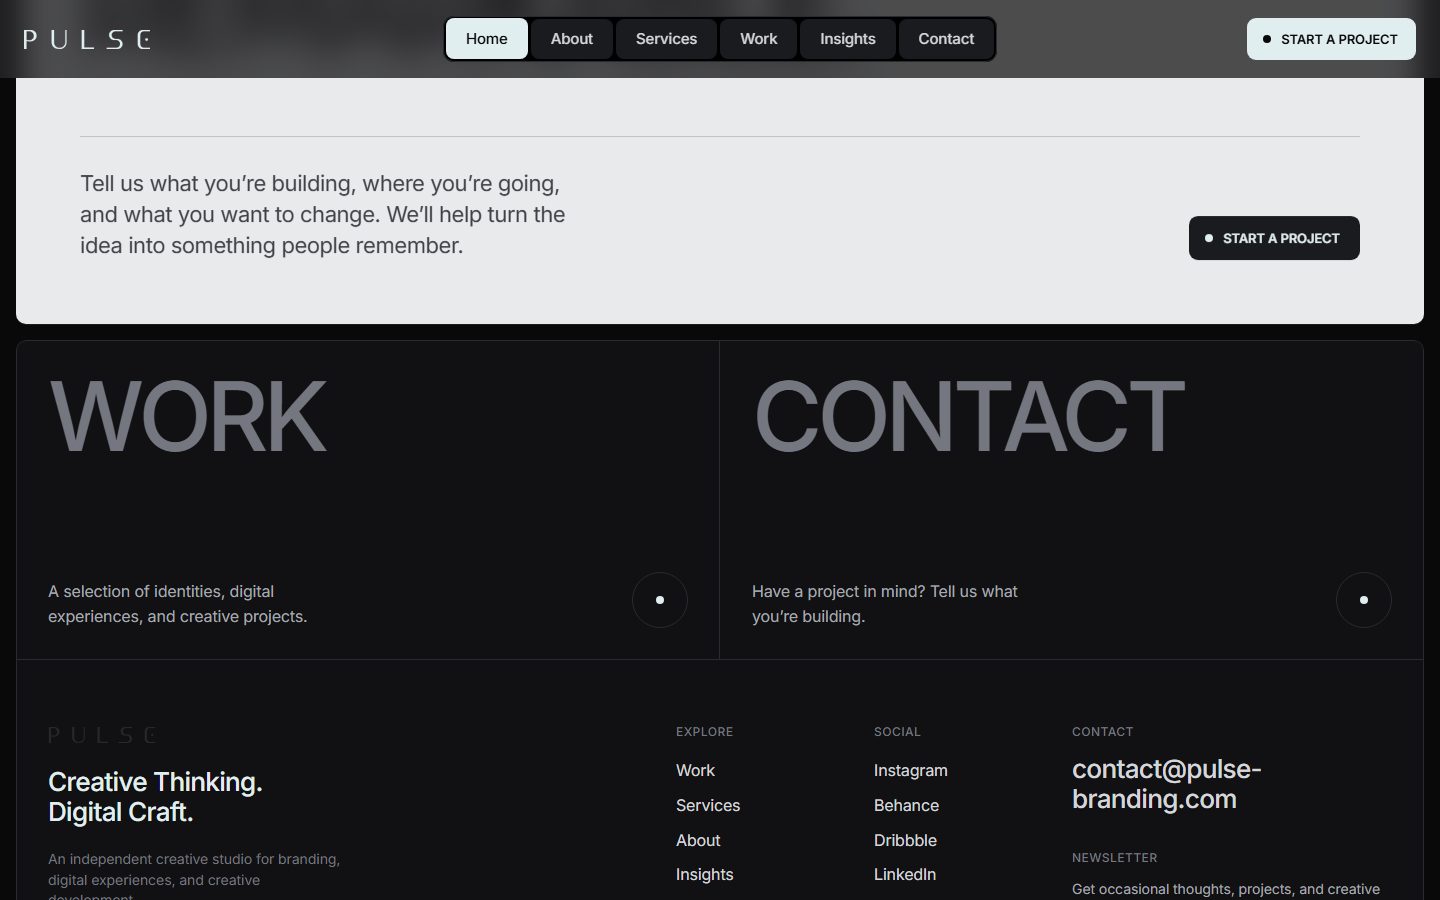 PULSE
Home
About
Services
Work
Insights
Contact
START A PROJECT
Tell us what you’re building, where you’re going,
and what you want to change. We’ll help turn the
idea into something people remember.
START A PROJECT
WORK
CONTACT
A selection of identities, digital
experiences, and creative projects.
Have a project in mind? Tell us what
you’re building.
PULSE
Creative Thinking.
Digital Craft.
An independent creative studio for branding,
digital experiences, and creative
development.
EXPLORE
Work
Services
About
Insights
SOCIAL
Instagram
Behance
Dribbble
LinkedIn
CONTACT
contact@pulse-
branding.com
NEWSLETTER
Get occasional thoughts, projects, and creative